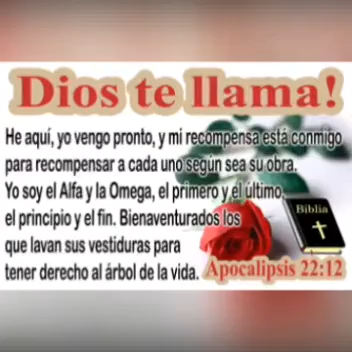 Dios te llama!
He aquí, yo vengo pronto, y mi recompensa está conmigo
para recompensar a cada uno según sea su obra.
Yo soy el Alfa y la Omega, el primero y el último,
el principio y el fin. Bienaventurados los
que lavan sus vestiduras para
tener derecho al árbol de la vida. Apocalipsis 22:12
Biblia